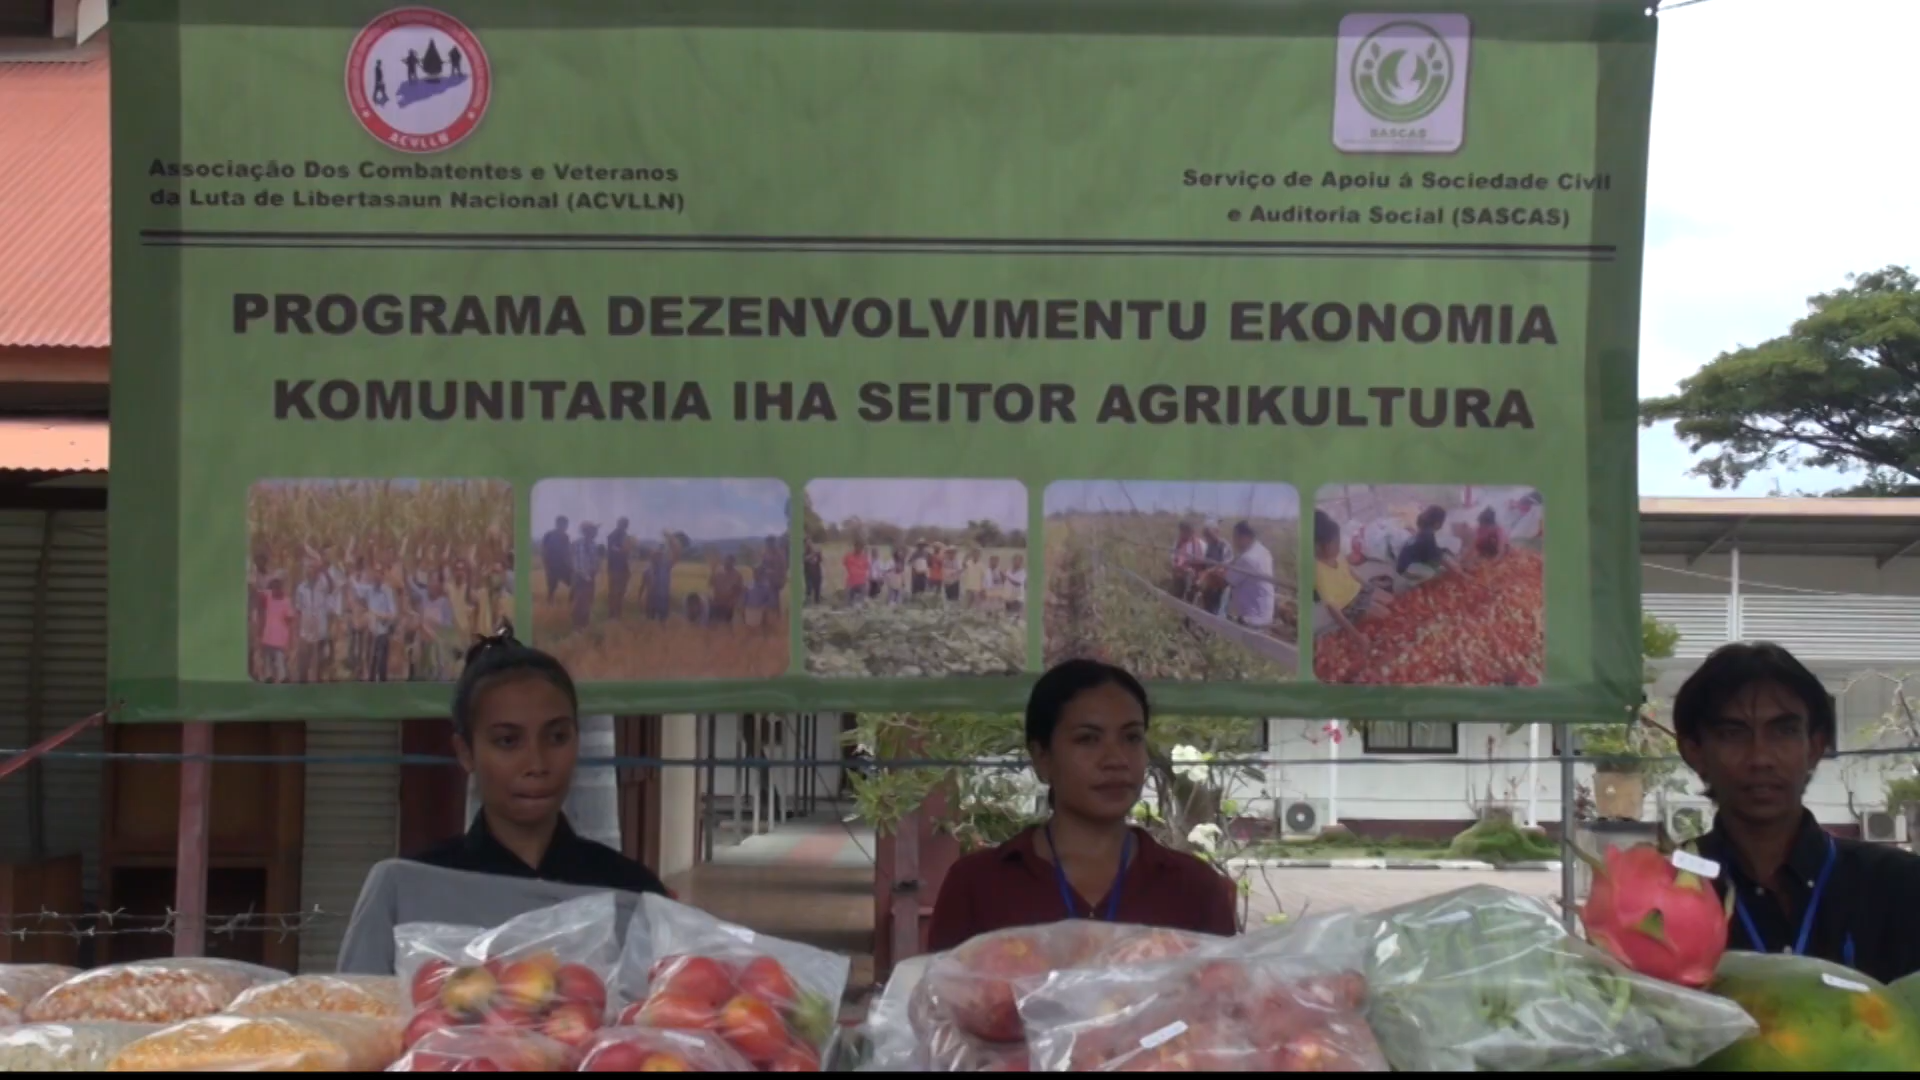 ACVLLN
SASCAS
Associação Dos Combatentes e Veteranos
da Luta de Libertasaun Nacional (ACVLLN)
Serviço de Apoiu á Sociedade Civil
e Auditoria Social (SASCAS)
PROGRAMA DEZENVOLVIMENTU EKONOMIA
KOMUNITARIA IHA SEITOR AGRIKULTURA